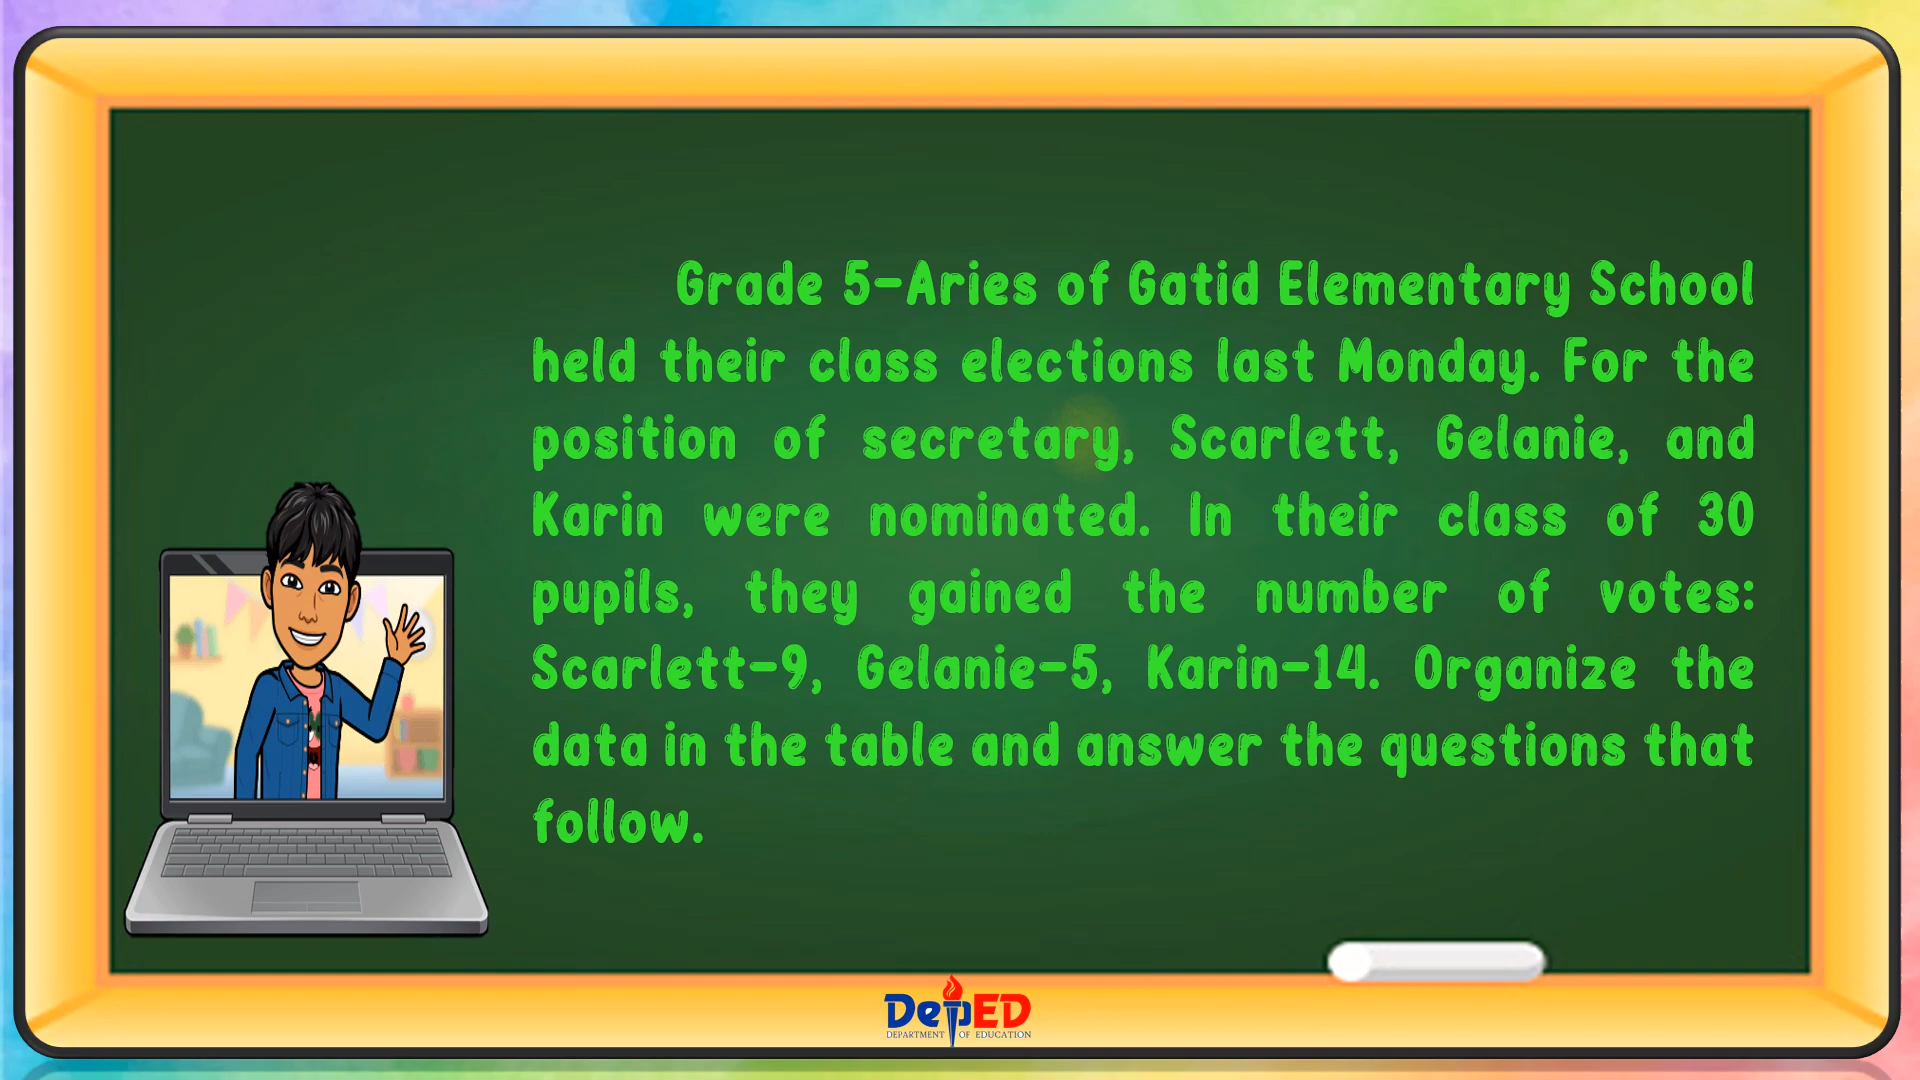 Grade 5-Aries of Gatid Elementary School
held their class elections last Monday. For the
position of secretary, Scarlett, Gelanie, and
Karin were nominated. In their class of 30
pupils, they gained the number of votes:
Scarlett-9, Gelanie-5, Karin-14. Organize the
data in the table and answer the questions that
follow.
DepED
DEPARTMENT OF EDUCATION